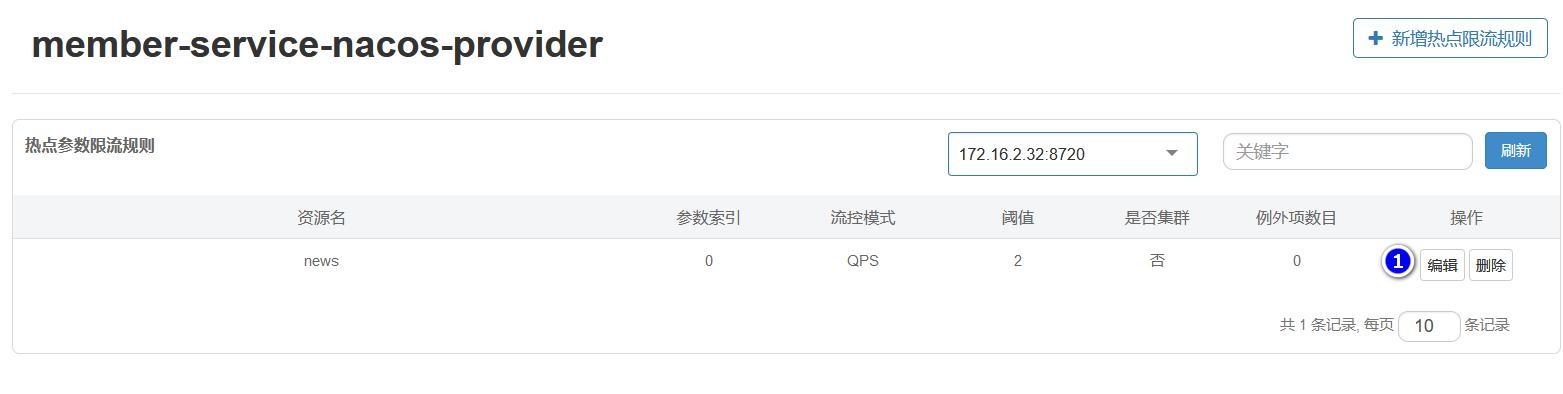 member-service-nacos-provider
新增热点限流规则
热点参数限流规则
172.16.2.32:8720
关键字
刷新
资源名 参数索引 流控模式 阈值 是否集群 例外项数目 操作
news 0 QPS 2 否 0 1 编辑 删除
共 1 条记录, 每页 10 条记录